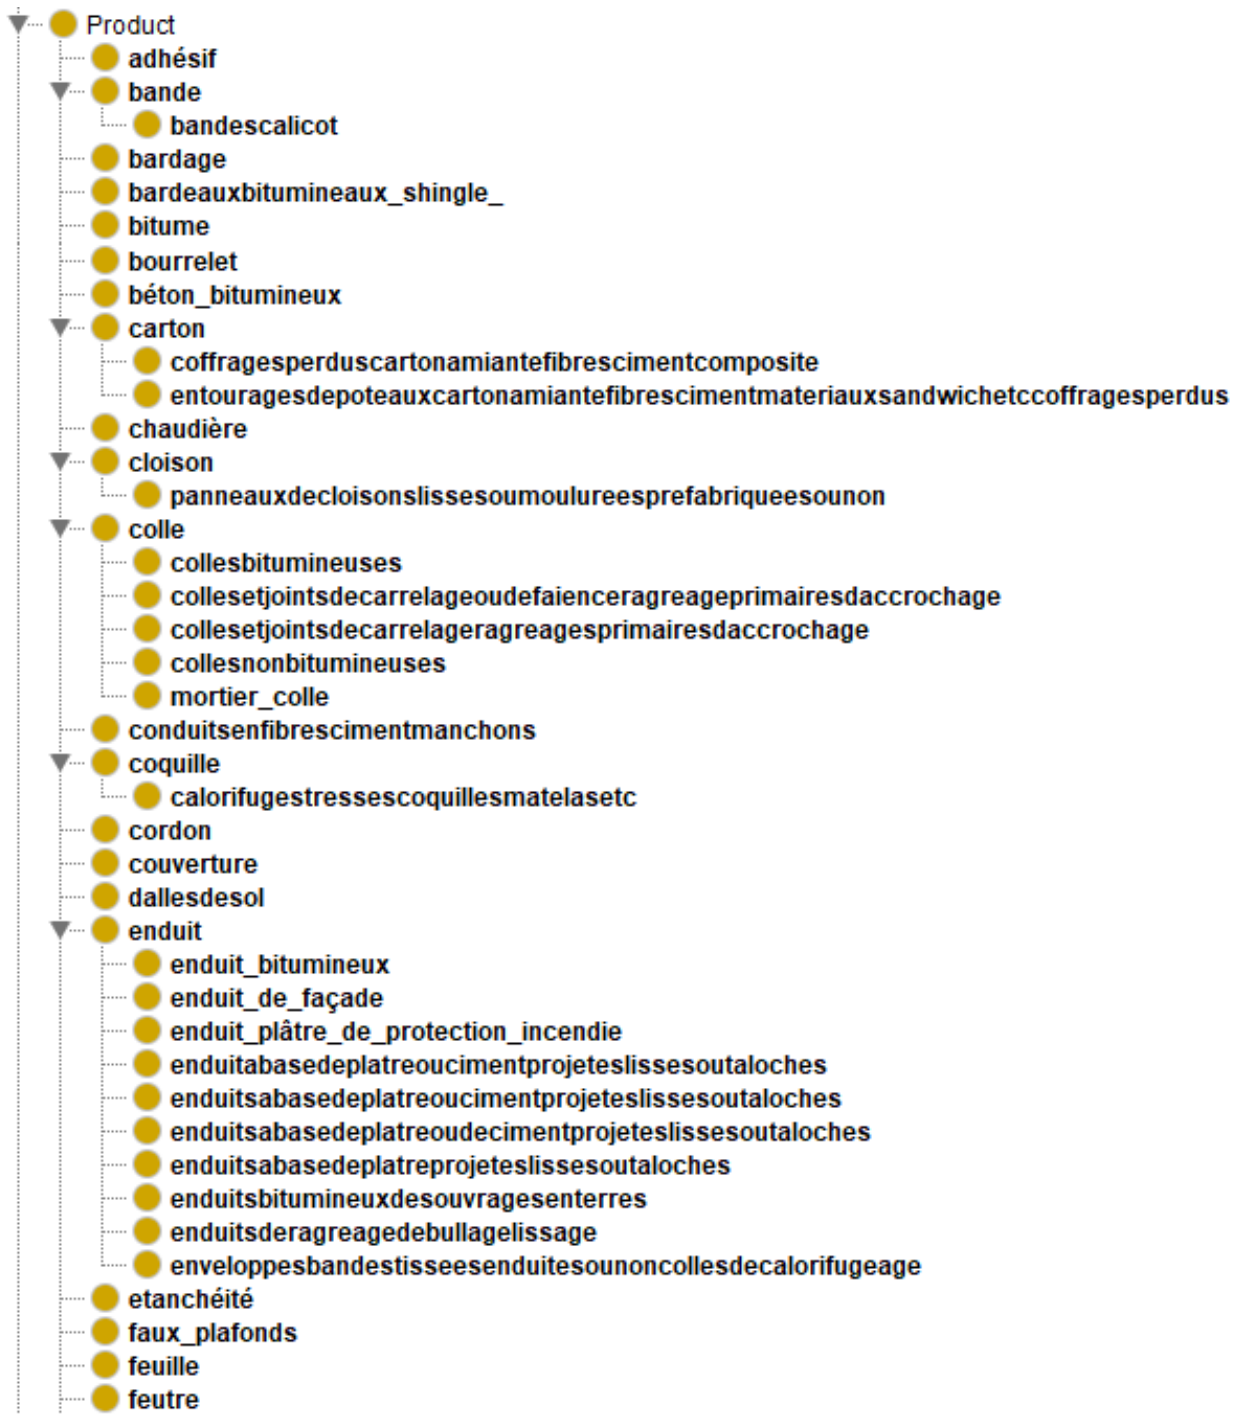 Product
adhésif
bande
bandescalicot
bardage
bardeauxbitumineaux_shingle_
bitume
bourrelet
béton_bitumineux
carton
coffragesperduscartonamiantefibrescimentcomposite
entouragesdepoteauxcartonamiantefibrescimentmateriauxsandwichetccoffragesperdus
chaudière
cloison
panneauxdecloisonslissesoumoulureesprefabriqueesounon
colle
collesbitumineuses
collesetjointsdecarrelageoudefaienceragreageprimairesdaccrochage
collesetjointsdecarrelageragreagesprimairesdaccrochage
collesnonbitumineuses
mortier_colle
conduitsenfibrescimentmanchons
coquille
calorifugestressescoquillesmatelasetc
cordon
couverture
dallesdesol
enduit
enduit_bitumineux
enduit_de_façade
enduit_plâtre_de_protection_incendie
enduitabasedeplatreoucimentprojeteslissesoutaloches
enduitsabasedeplatreoucimentprojeteslissesoutaloches
enduitsabasedeplatreoudecimentprojeteslissesoutaloches
enduitsabasedeplatreprojeteslissesoutaloches
enduitsbitumineuxdesouvragesenterres
enduitsderagreagedebullagelissage
enveloppesbandestisseesenduitesounoncollesdecalorifugeage
etanchéité
faux_plafonds
feuille
feutre